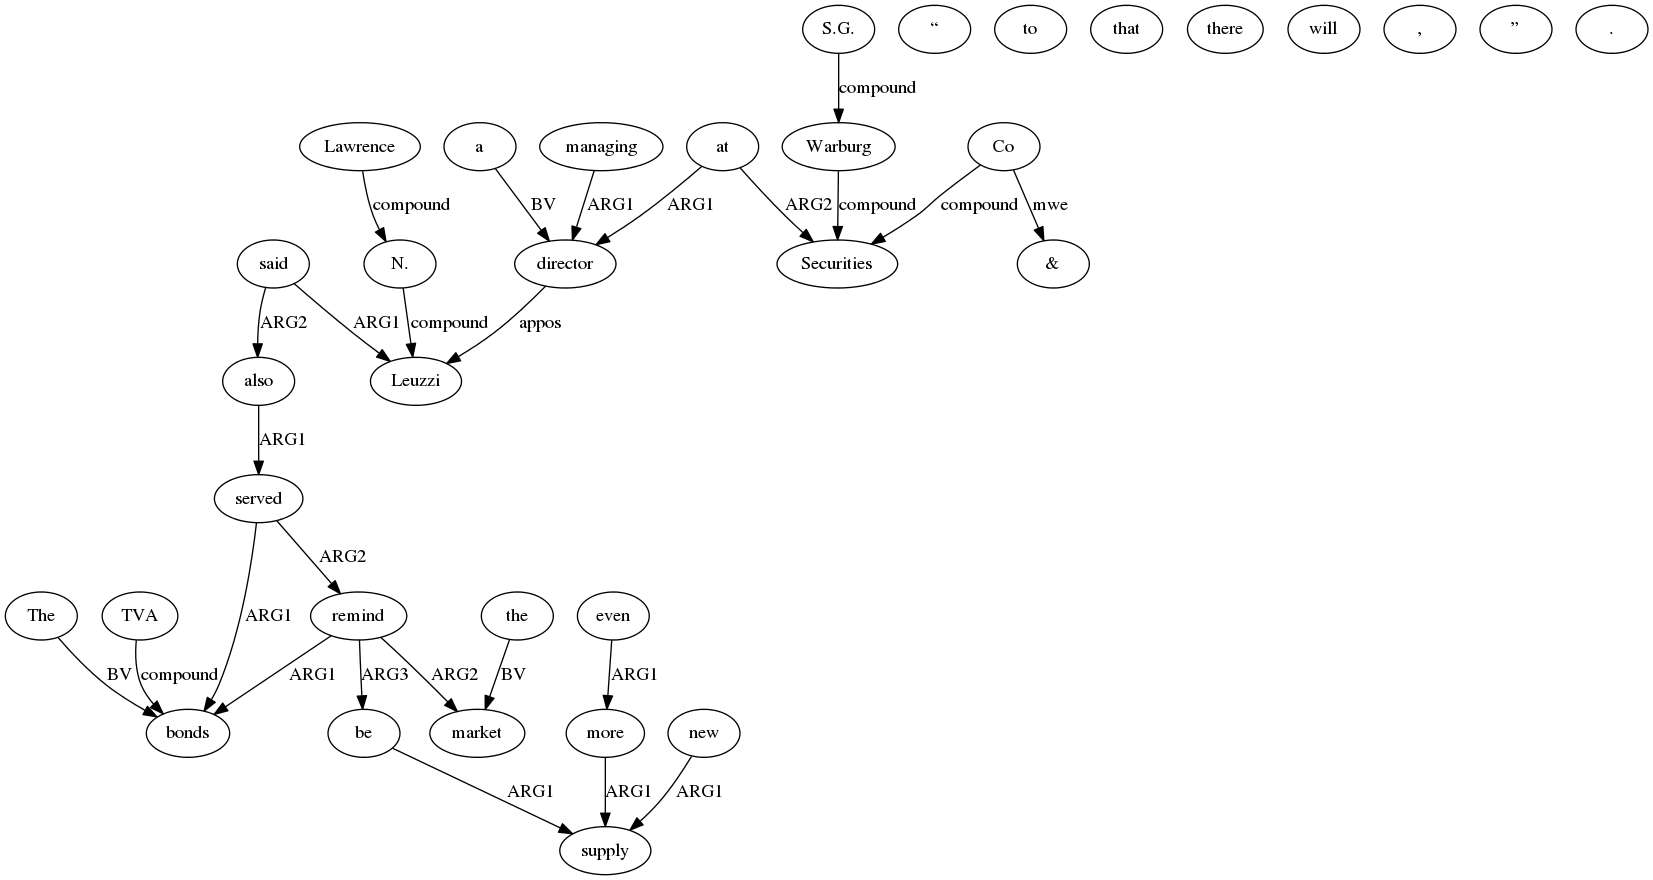 S.G. “ to that there will , ” .
compound
Lawrence a managing at Warburg Co
compound BV ARG1 ARG1 ARG2 compound compound mwe
said N. director Securities &
ARG2 ARG1 compound appos
also Leuzzi
ARG1
served
ARG2
The TVA ARG1 remind the even
BV compound ARG1 ARG3 ARG2 BV ARG1
bonds be market more new
ARG1 ARG1 ARG1
supply